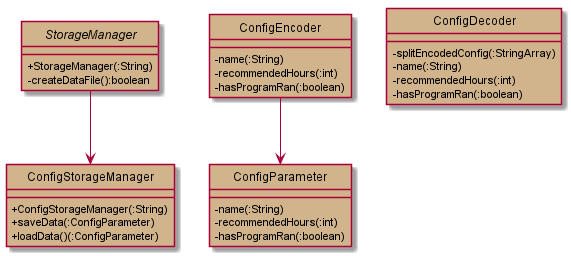 StorageManager
+StorageManager(:String)
-createDataFile():boolean
ConfigEncoder
-name(:String)
-recommendedHours(:int)
-hasProgramRan(:boolean)
ConfigDecoder
-splitEncodedConfig(:StringArray)
-name(:String)
-recommendedHours(:int)
-hasProgramRan(:boolean)
ConfigStorageManager
+ConfigStorageManager(:String)
+saveData(:ConfigParameter)
+loadData()(:ConfigParameter)
ConfigParameter
-name(:String)
-recommendedHours(:int)
-hasProgramRan(:boolean)